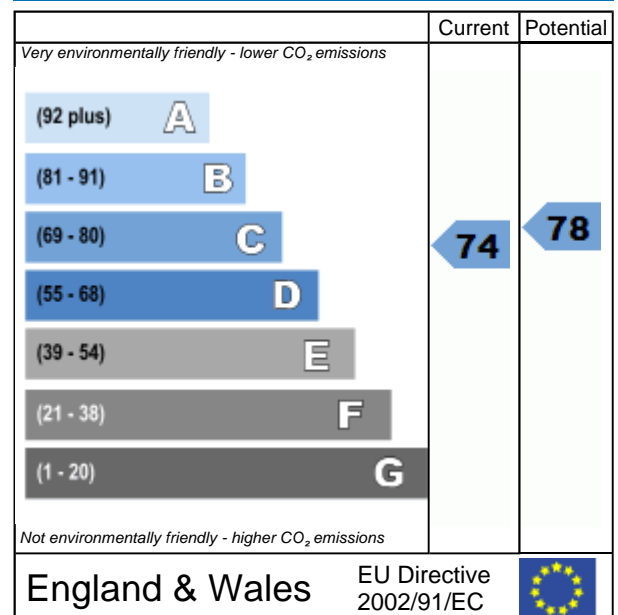 Current Potential
Very environmentally friendly - lower CO₂ emissions
(92 plus) A
(81 - 91) B
(69 - 80) C
74 78
(55 - 68) D
(39 - 54) E
(21 - 38) F
(1 - 20) G
Not environmentally friendly - higher CO₂ emissions
England & Wales
EU Directive
2002/91/EC